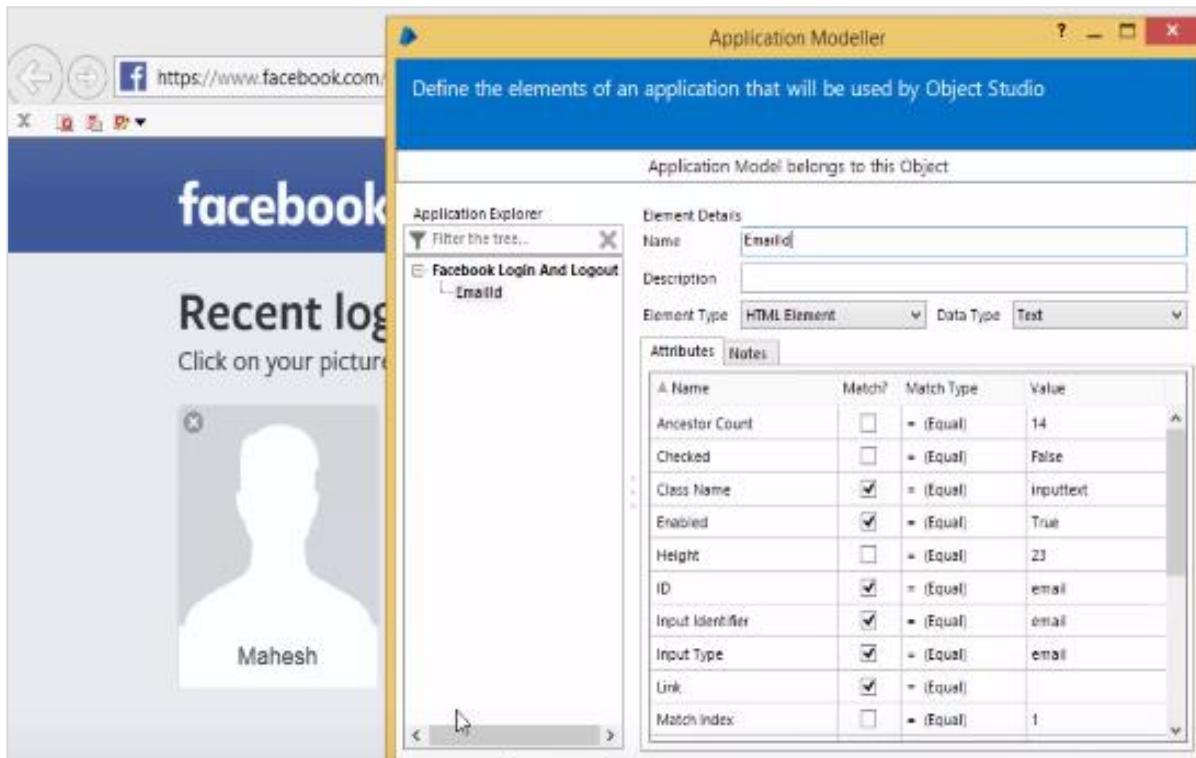 https://www.facebook.com/
facebook
Recent log
Click on your picture
Mahesh
Application Modeller
?
Define the elements of an application that will be used by Object Studio
Application Model belongs to this Object
Application Explorer
Filter the tree...
Facebook Login And Logout
EmailId
Element Details
Name EmailId
Description
Element Type HTML Element Data Type Text
Attributes Notes
Name Match? Match Type Value
Ancestor Count = (Equal) 14
Checked = (Equal) False
Class Name = (Equal) inputtext
Enabled = (Equal) True
Height = (Equal) 23
ID = (Equal) email
Input Identifier = (Equal) email
Input Type = (Equal) email
Link = (Equal)
Match Index = (Equal) 1